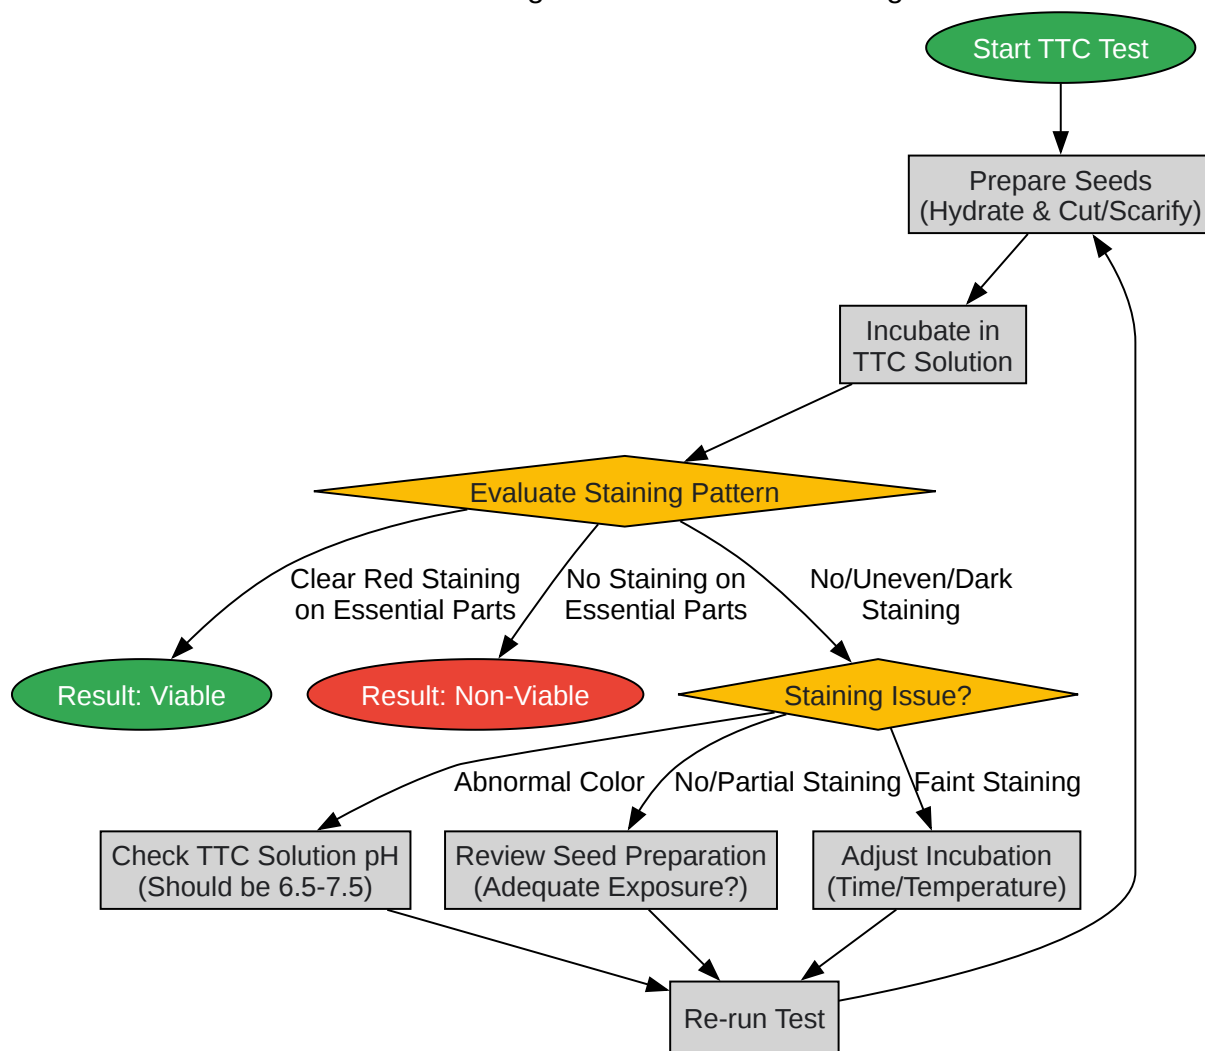 Start TTC Test
Prepare Seeds
(Hydrate & Cut/Scarify)
Incubate in
TTC Solution
Evaluate Staining Pattern
Clear Red Staining
on Essential Parts
No Staining on
Essential Parts
No/Uneven/Dark
Staining
Result: Viable
Result: Non-Viable
Staining Issue?
Abnormal Color
No/Partial Staining
Faint Staining
Check TTC Solution pH
(Should be 6.5-7.5)
Review Seed Preparation
(Adequate Exposure?)
Adjust Incubation
(Time/Temperature)
Re-run Test